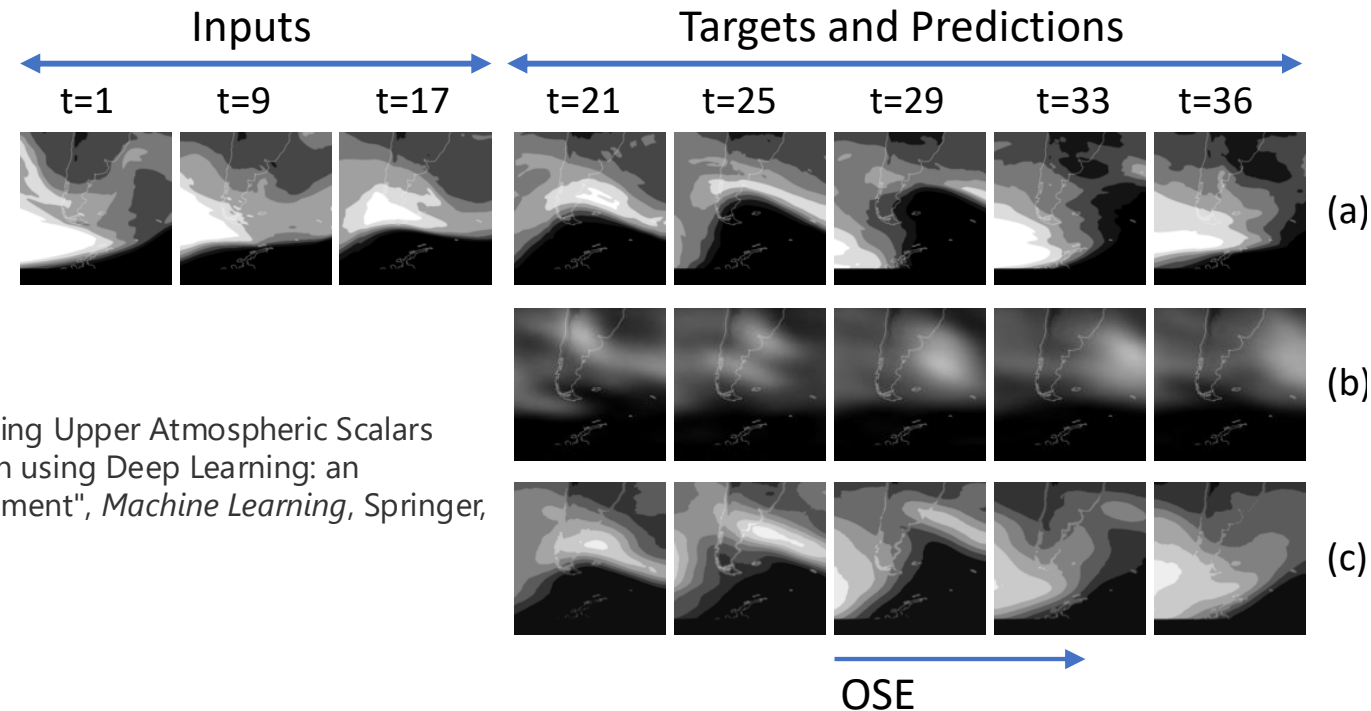 Inputs
Targets and Predictions
t=1 t=9 t=17 t=21 t=25 t=29 t=33 t=36
(a)
(b)
ing Upper Atmospheric Scalars
n using Deep Learning: an
ment", Machine Learning, Springer,
(c)
OSE